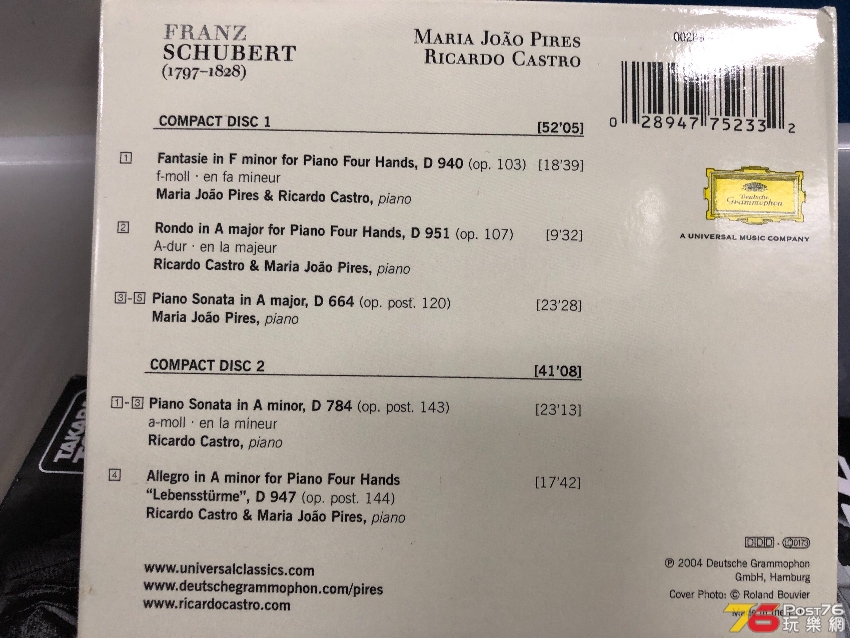 FRANZ
SCHUBERT
(1797–1828)
MARIA JOÃO PIRES
RICARDO CASTRO
0 28947 75233 2
COMPACT DISC 1 [52'05]
1 Fantasie in F minor for Piano Four Hands, D 940 (op. 103) [18'39]
f-moll · en fa mineur
Maria João Pires & Ricardo Castro, piano
2 Rondo in A major for Piano Four Hands, D 951 (op. 107) [9'32]
A-dur · en la majeur
Ricardo Castro & Maria João Pires, piano
3-5 Piano Sonata in A major, D 664 (op. post. 120) [23'28]
Maria João Pires, piano
Deutsche
Grammophon
A UNIVERSAL MUSIC COMPANY
COMPACT DISC 2 [41'08]
1-3 Piano Sonata in A minor, D 784 (op. post. 143) [23'13]
a-moll · en la mineur
Ricardo Castro, piano
4 Allegro in A minor for Piano Four Hands [17'42]
“Lebensstürme”, D 947 (op. post. 144)
Ricardo Castro & Maria João Pires, piano
www.universalclassics.com
www.deutschegrammophon.com/pires
www.ricardocastro.com
DDD · LC 0173
℗ 2004 Deutsche Grammophon
GmbH, Hamburg
Cover Photo: © Roland Bouvier
Made in
76 Post76
玩樂網